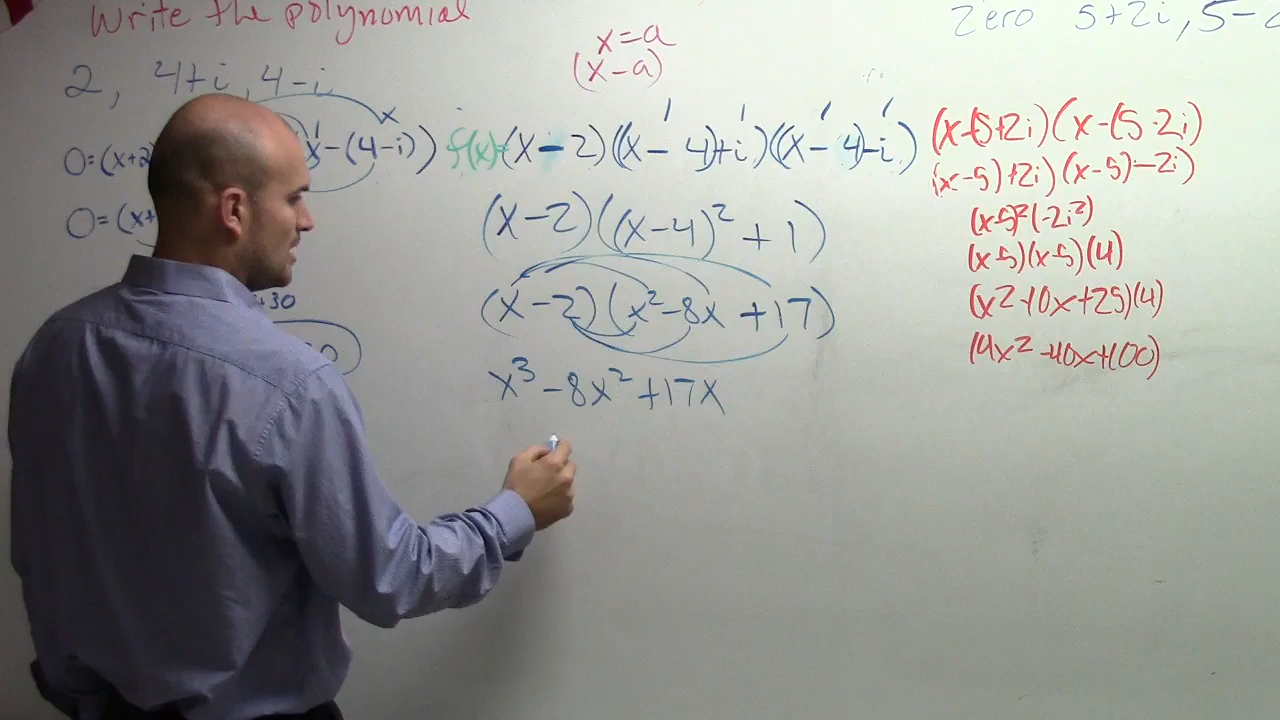 Write the polynomial
Zero 5+2i, 5-2
x=a
(x-a)
2, 4+i, 4-i
0=(x+2 x-(4-i))
f(x)=(x-2)((x-4)+i)((x-4)-i)
(x-2)((x-4)²+1)
0=(x+
(x-2)(x²-8x+17)
+30
x³-8x²+17x
(x-(5+2i)(x-(5-2i)
(x-5)+2i)(x-5)-2i)
(x-5)²(-2i²)
(x-5)(x-5)(4)
(x²-10x+25)(4)
(4x²-40x+100)